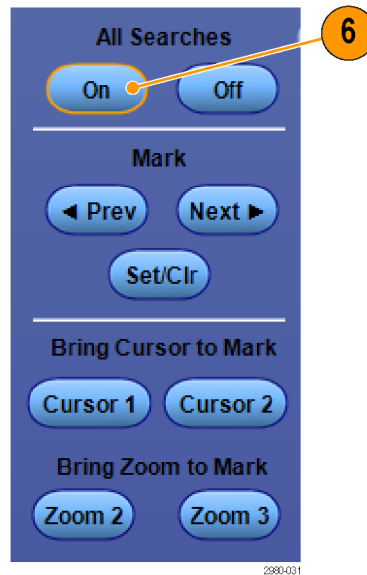 All Searches
6
On Off
Mark
◄ Prev Next ►
Set/Clr
Bring Cursor to Mark
Cursor 1 Cursor 2
Bring Zoom to Mark
Zoom 2 Zoom 3
2980-031